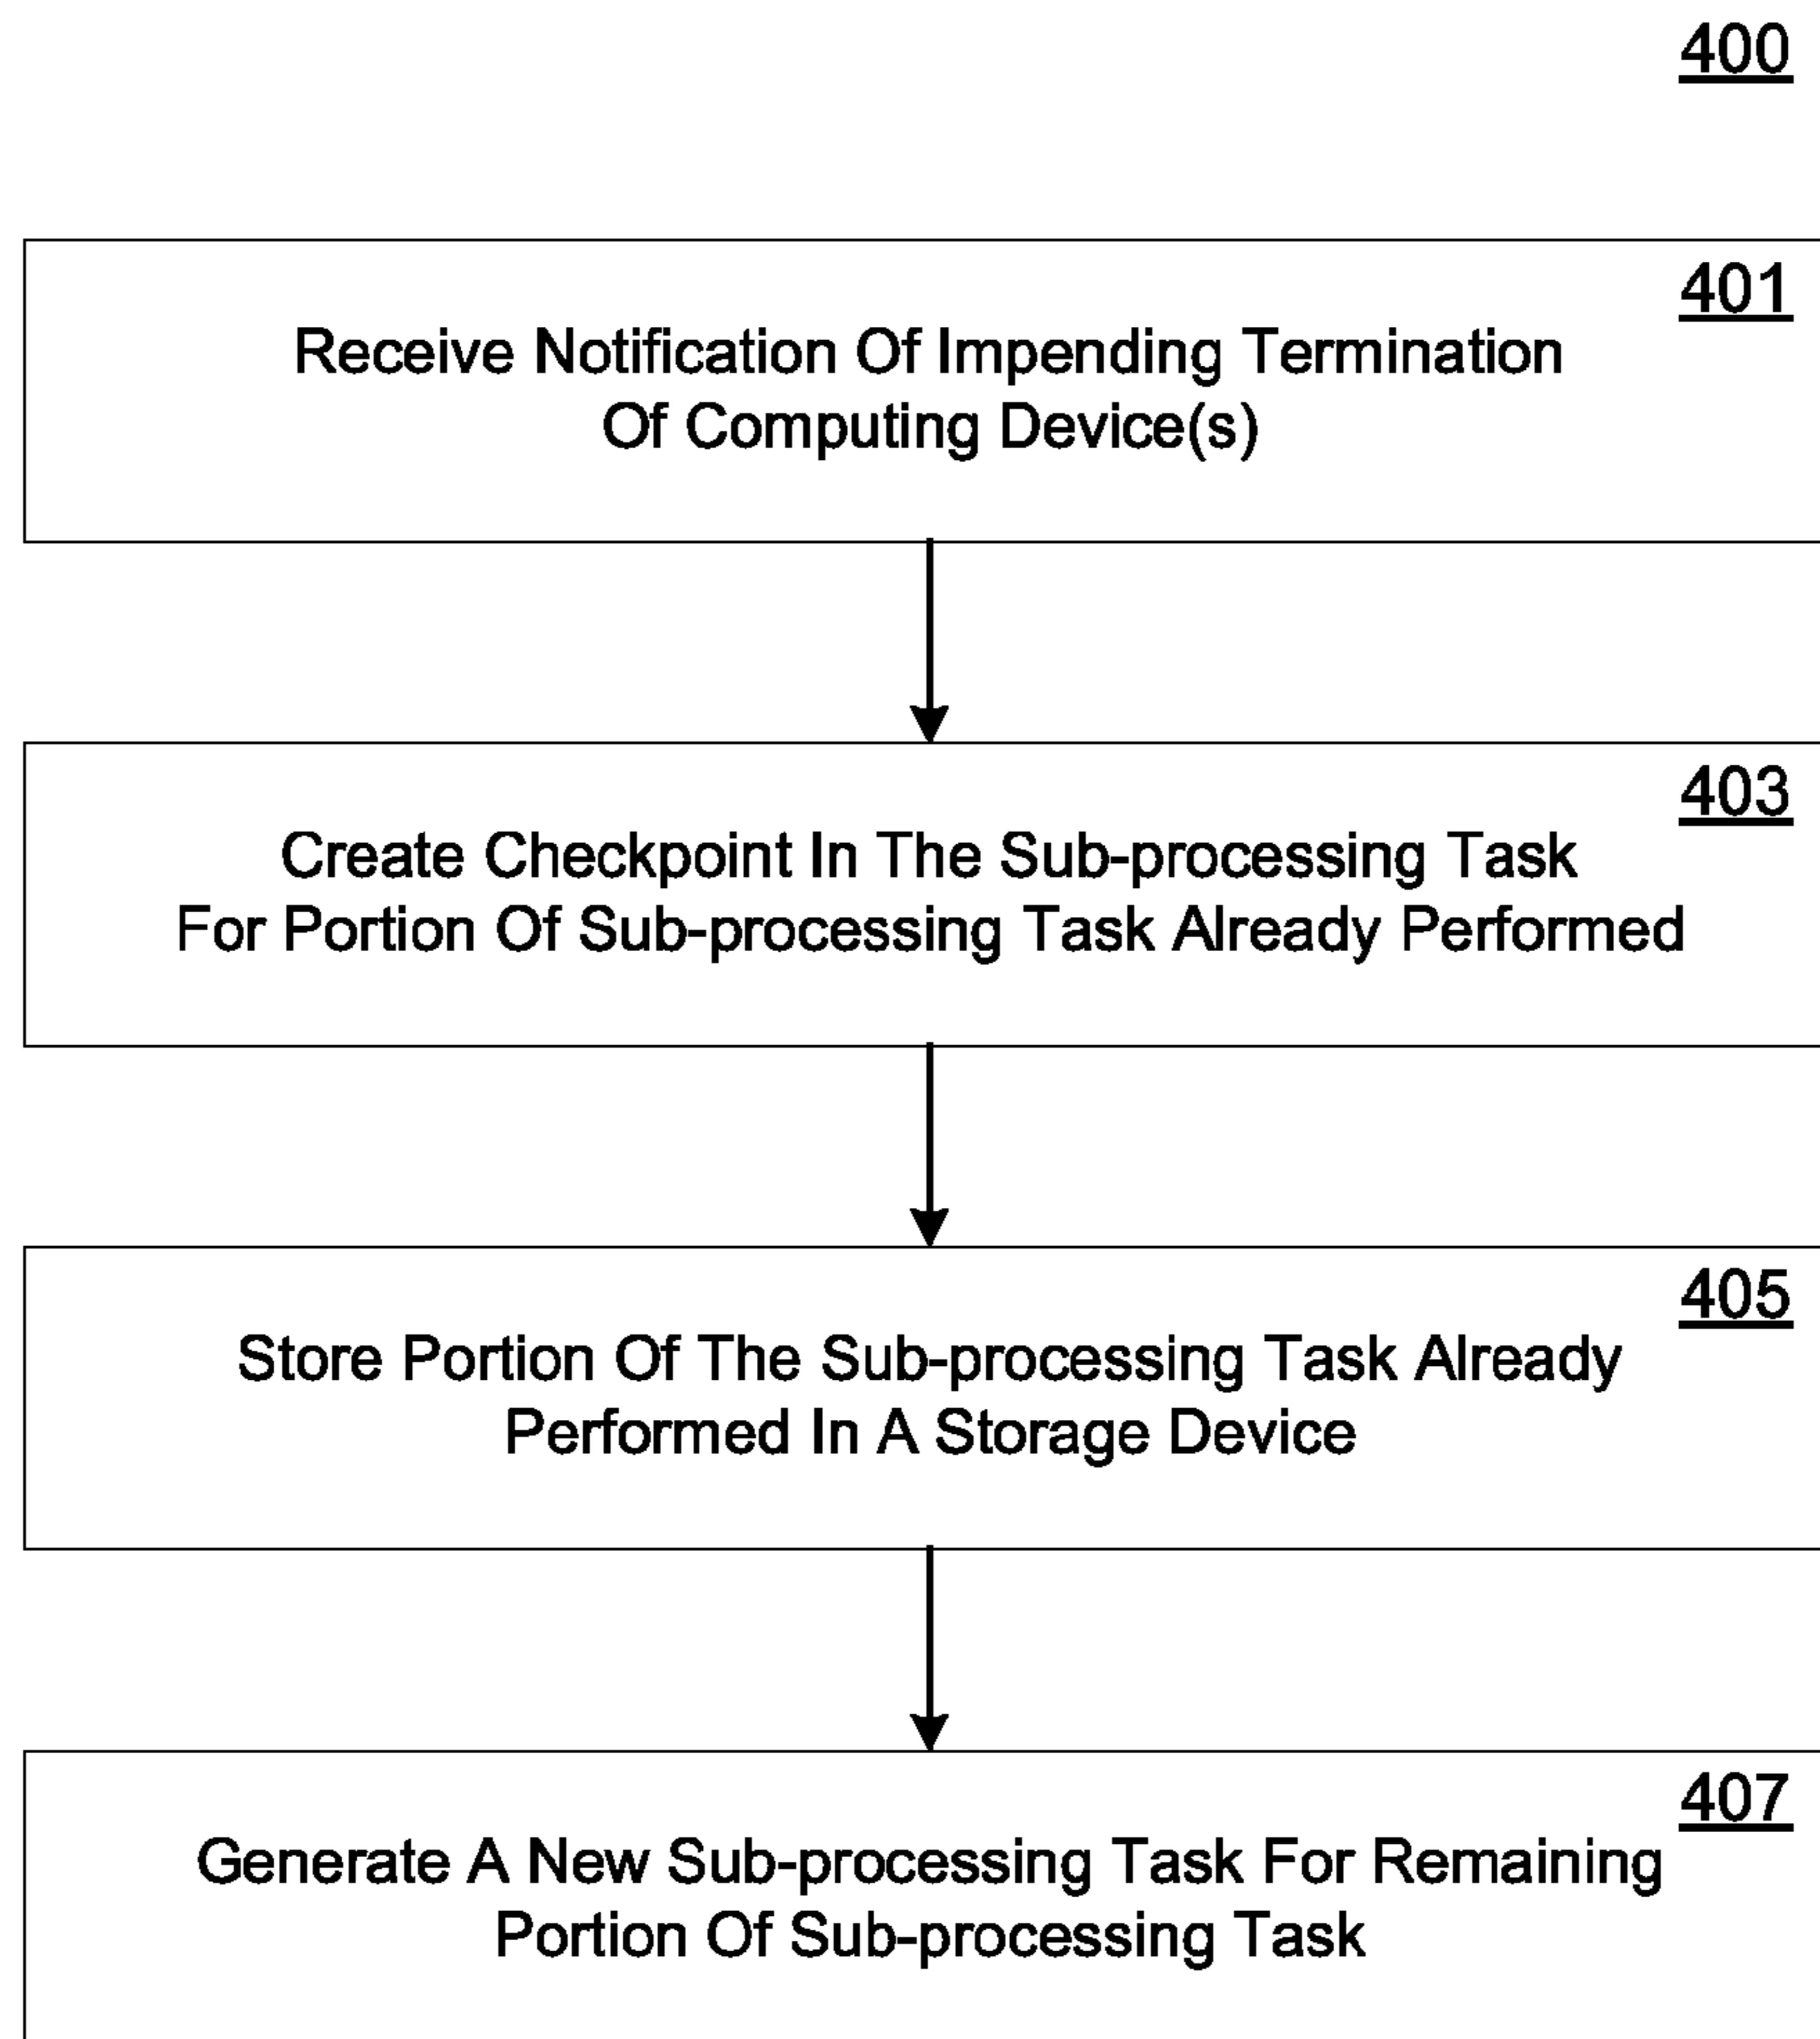 400
401
Receive Notification Of Impending Termination
Of Computing Device(s)
403
Create Checkpoint In The Sub-processing Task
For Portion Of Sub-processing Task Already Performed
405
Store Portion Of The Sub-processing Task Already
Performed In A Storage Device
407
Generate A New Sub-processing Task For Remaining
Portion Of Sub-processing Task